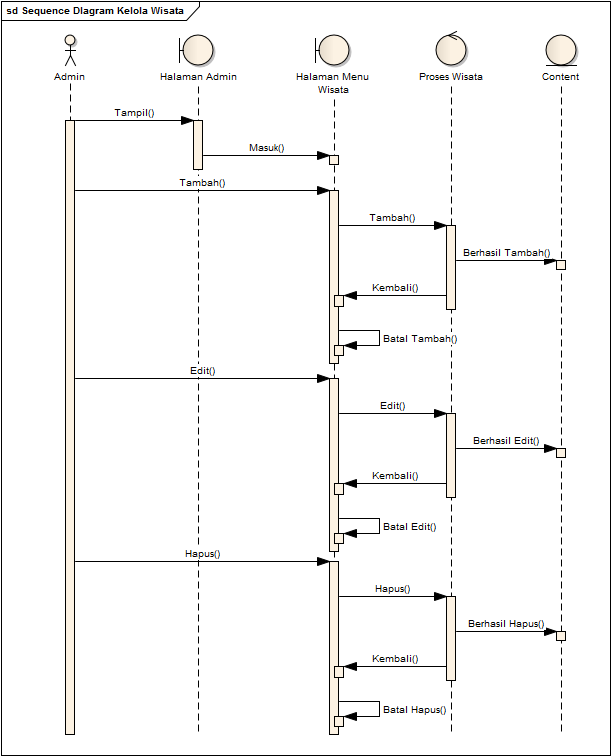 sd Sequence DIagram Kelola Wisata
Admin
Halaman Admin
Halaman Menu
Wisata
Proses Wisata
Content
Tampil()
Masuk()
Tambah()
Tambah()
Berhasil Tambah()
Kembali()
Batal Tambah()
Edit()
Edit()
Berhasil Edit()
Kembali()
Batal Edit()
Hapus()
Hapus()
Berhasil Hapus()
Kembali()
Batal Hapus()